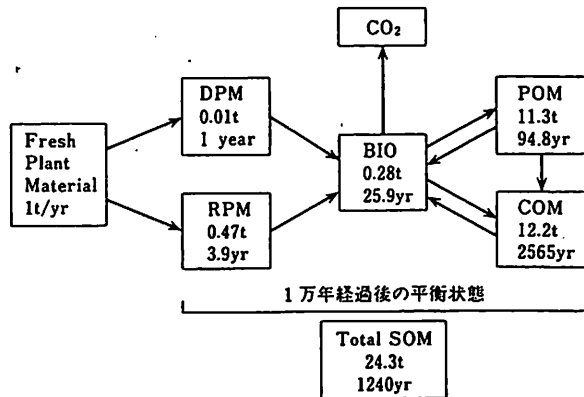 CO₂
DPM
0.01t
1 year
Fresh
Plant
Material
1t/yr
RPM
0.47t
3.9yr
BIO
0.28t
25.9yr
POM
11.3t
94.8yr
COM
12.2t
2565yr
1万年経過後の平衡状態
Total SOM
24.3t
1240yr